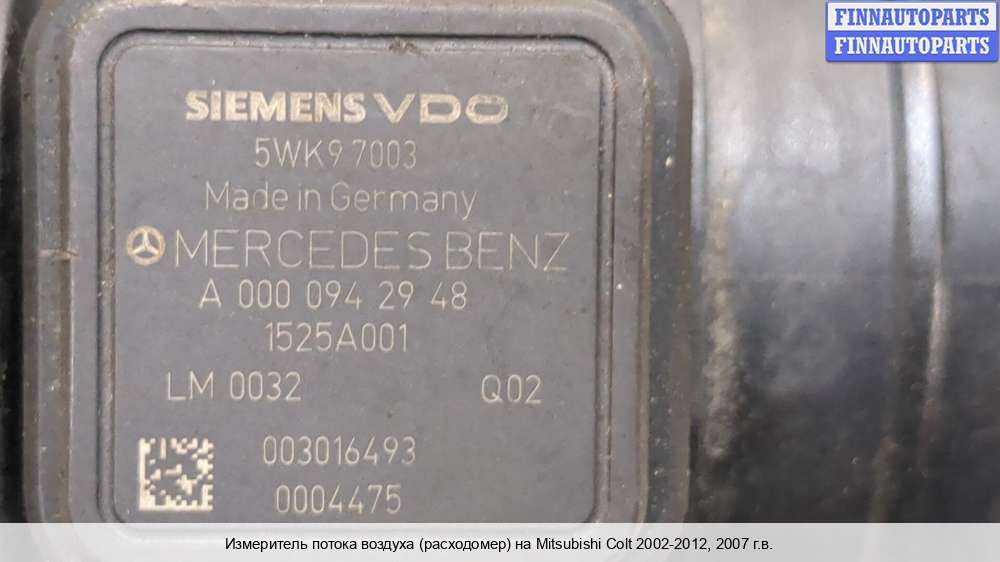 FINNAUTOPARTS
FINNAUTOPARTS
SIEMENS VDO
5WK9 7003
Made in Germany
MERCEDES BENZ
A 000 094 29 48
1525A001
LM 0032 Q02
003016493
0004475
Измеритель потока воздуха (расходомер) на Mitsubishi Colt 2002-2012, 2007 г.в.